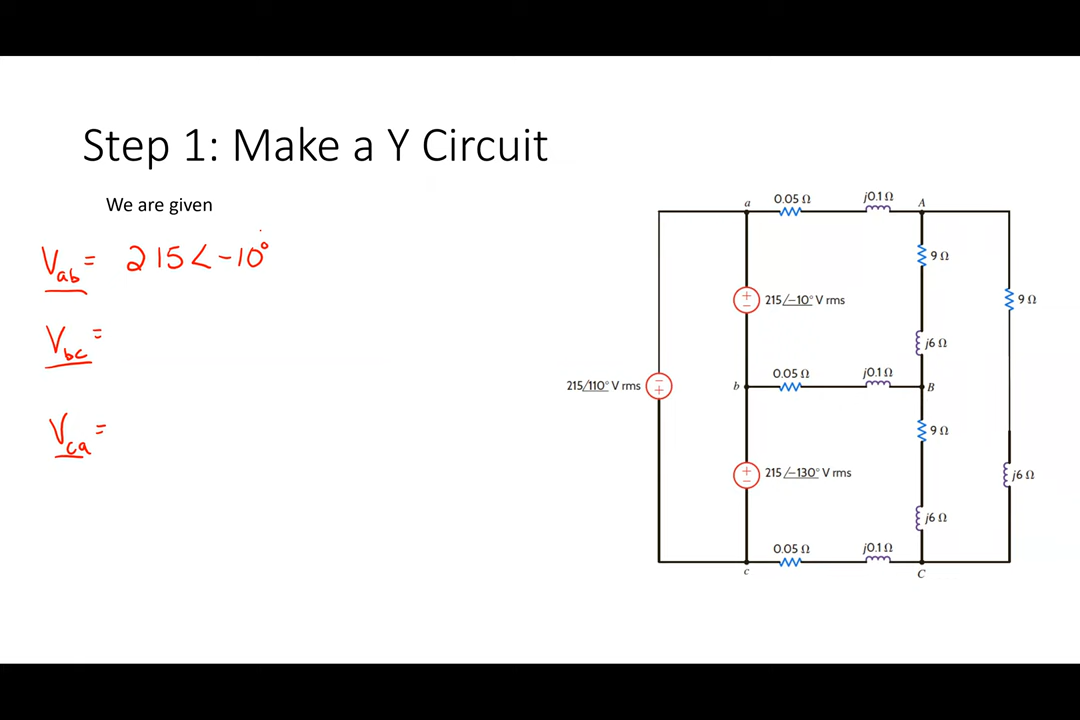 Step 1: Make a Y Circuit
We are given
Vab = 215∠-10°
Vbc =
Vca =
a
0.05 Ω
j0.1 Ω
A
9 Ω
215/–10° V rms
9 Ω
j6 Ω
0.05 Ω
j0.1 Ω
215/110° V rms
b
B
9 Ω
215/–130° V rms
j6 Ω
j6 Ω
0.05 Ω
j0.1 Ω
c
C